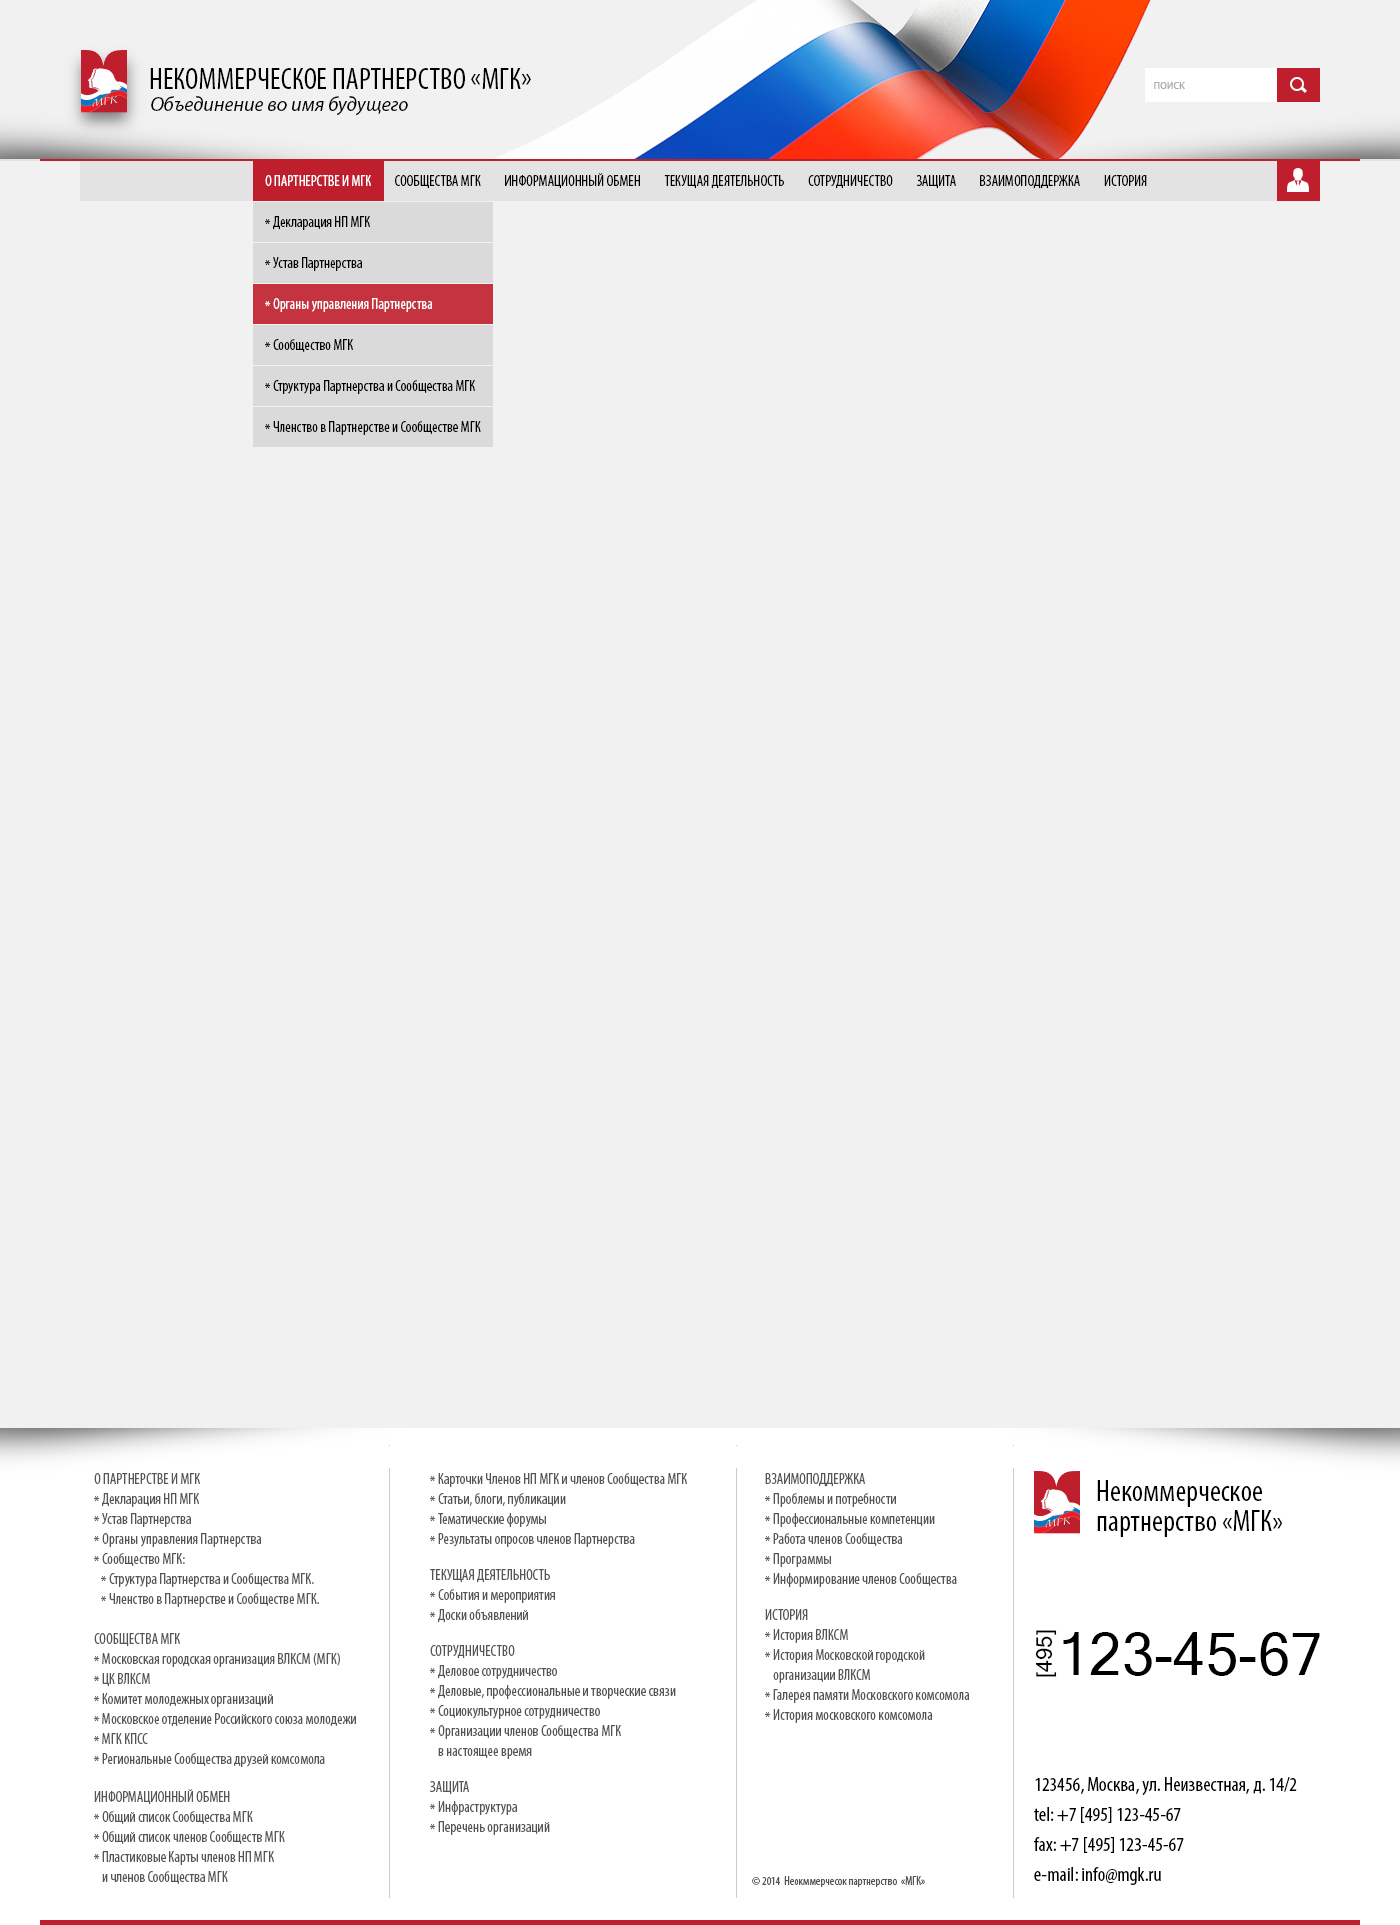 МГК
НЕКОММЕРЧЕСКОЕ ПАРТНЕРСТВО «МГК»
Объединение во имя будущего
поиск
О ПАРТНЕРСТВЕ И МГК
СООБЩЕСТВА МГК
ИНФОРМАЦИОННЫЙ ОБМЕН
ТЕКУЩАЯ ДЕЯТЕЛЬНОСТЬ
СОТРУДНИЧЕСТВО
ЗАЩИТА
ВЗАИМОПОДДЕРЖКА
ИСТОРИЯ
* Декларация НП МГК
* Устав Партнерства
* Органы управления Партнерства
* Сообщество МГК
* Структура Партнерства и Сообщества МГК
* Членство в Партнерстве и Сообществе МГК
О ПАРТНЕРСТВЕ И МГК
* Декларация НП МГК
* Устав Партнерства
* Органы управления Партнерства
* Сообщество МГК:
* Структура Партнерства и Сообщества МГК.
* Членство в Партнерстве и Сообществе МГК.
СООБЩЕСТВА МГК
* Московская городская организация ВЛКСМ (МГК)
* ЦК ВЛКСМ
* Комитет молодежных организаций
* Московское отделение Российского союза молодежи
* МГК КПСС
* Региональные Сообщества друзей комсомола
ИНФОРМАЦИОННЫЙ ОБМЕН
* Общий список Сообщества МГК
* Общий список членов Сообществ МГК
* Пластиковые Карты членов НП МГК
и членов Сообщества МГК
* Карточки Членов НП МГК и членов Сообщества МГК
* Статьи, блоги, публикации
* Тематические форумы
* Результаты опросов членов Партнерства
ТЕКУЩАЯ ДЕЯТЕЛЬНОСТЬ
* События и мероприятия
* Доски объявлений
СОТРУДНИЧЕСТВО
* Деловое сотрудничество
* Деловые, профессиональные и творческие связи
* Социокультурное сотрудничество
* Организации членов Сообщества МГК
в настоящее время
ЗАЩИТА
* Инфраструктура
* Перечень организаций
ВЗАИМОПОДДЕРЖКА
* Проблемы и потребности
* Профессиональные компетенции
* Работа членов Сообщества
* Программы
* Информирование членов Сообщества
ИСТОРИЯ
* История ВЛКСМ
* История Московской городской
организации ВЛКСМ
* Галерея памяти Московского комсомола
* История московского комсомола
© 2014 Неокммерчесок партнерство «МГК»
МГК
Некоммерческое
партнерство «МГК»
[495] 123-45-67
123456, Москва, ул. Неизвестная, д. 14/2
tel: +7 [495] 123-45-67
fax: +7 [495] 123-45-67
e-mail: info@mgk.ru